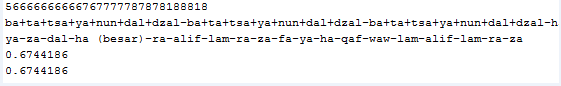 56666666666767777787878188818
ba+ta+tsa+ya+nun+dal+dzal-ba+ta+tsa+ya+nun+dal+dzal-ba+ta+tsa+ya+nun+dal+dzal-h
ya-za-dal-ha (besar)-ra-alif-lam-ra-za-fa-ya-ha-qaf-waw-lam-alif-lam-ra-za
0.6744186
0.6744186